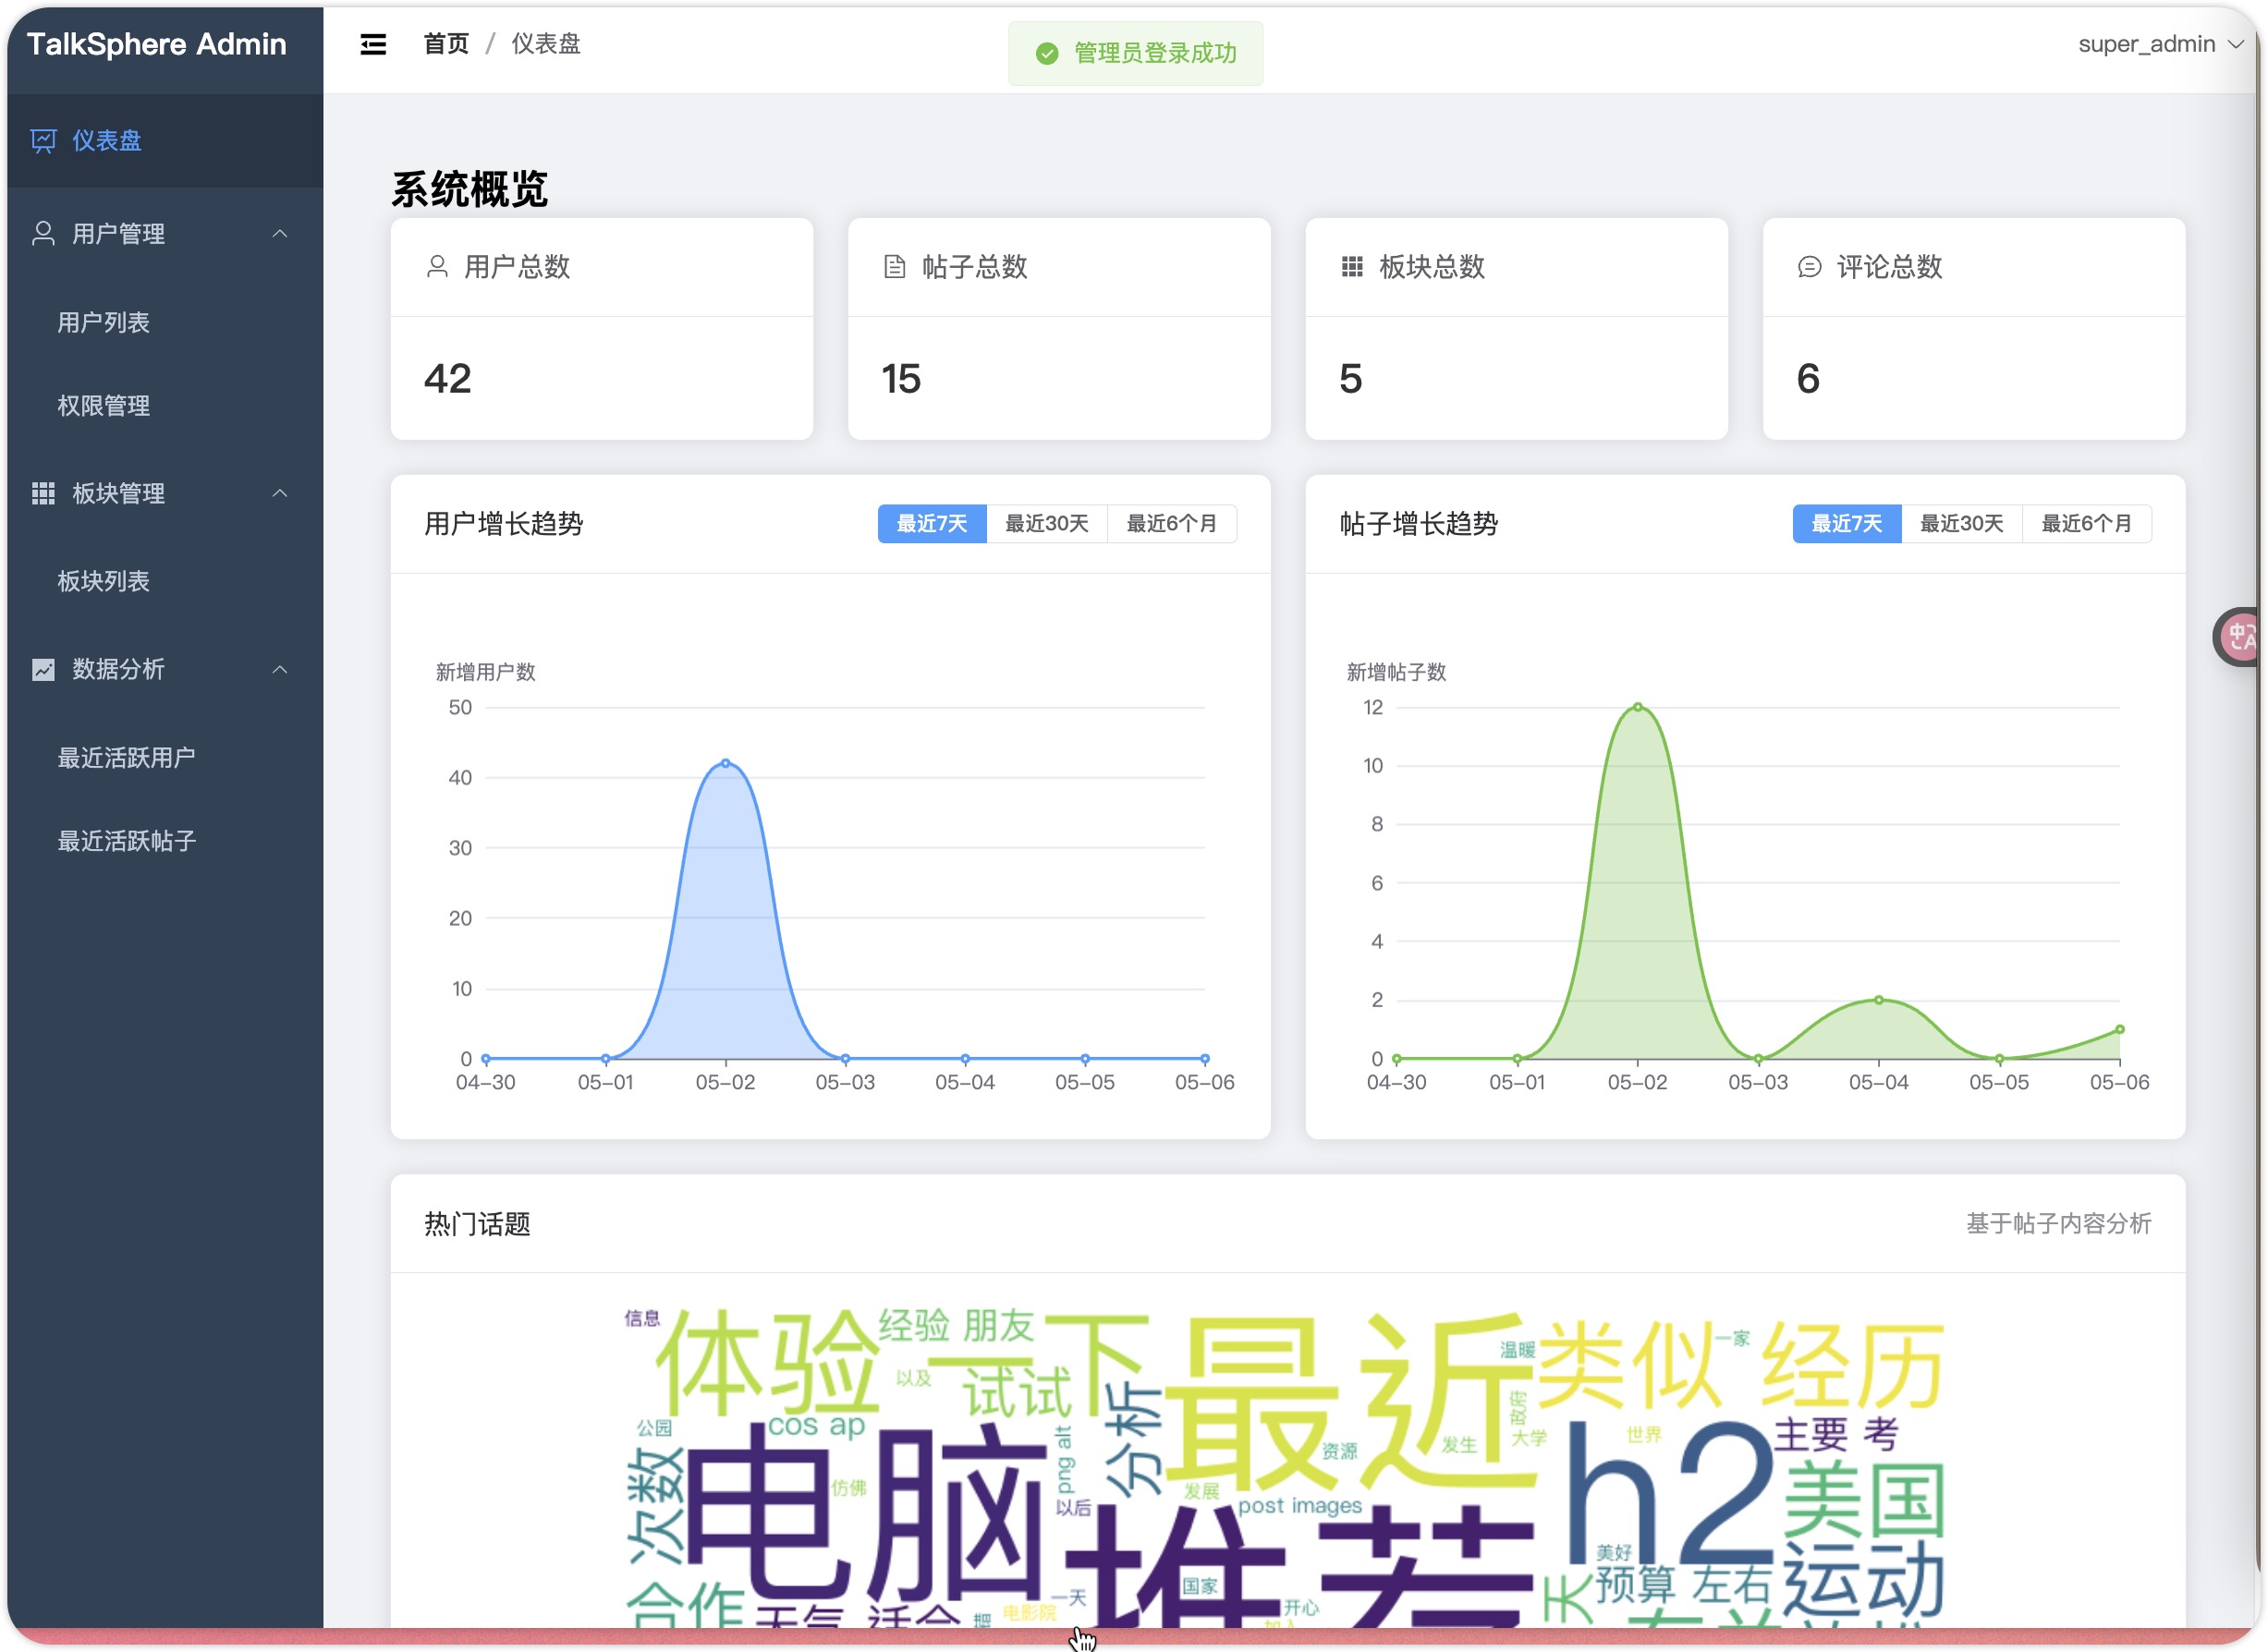 TalkSphere Admin
首页 / 仪表盘
管理员登录成功
super_admin
仪表盘
用户管理
用户列表
权限管理
板块管理
板块列表
数据分析
最近活跃用户
最近活跃帖子
系统概览
用户总数
42
帖子总数
15
板块总数
5
评论总数
6
用户增长趋势
最近7天 最近30天 最近6个月
新增用户数
50
40
30
20
10
0
04-30 05-01 05-02 05-03 05-04 05-05 05-06
帖子增长趋势
最近7天 最近30天 最近6个月
新增帖子数
12
10
8
6
4
2
0
04-30 05-01 05-02 05-03 05-04 05-05 05-06
热门话题
基于帖子内容分析
信息
体验
经验 朋友
一下
最近
温暖
类似
一家
经历
以及
试试
分析
政府
公园
cos ap
png alt
资源
发生
大学
世界
主要 考
次数
电脑
仿佛
以后
发展
post images
h2
美国
推荐
国家
美好
预算 左右
运动
合作
天气 适合
一天
电影院
开心
天
加入